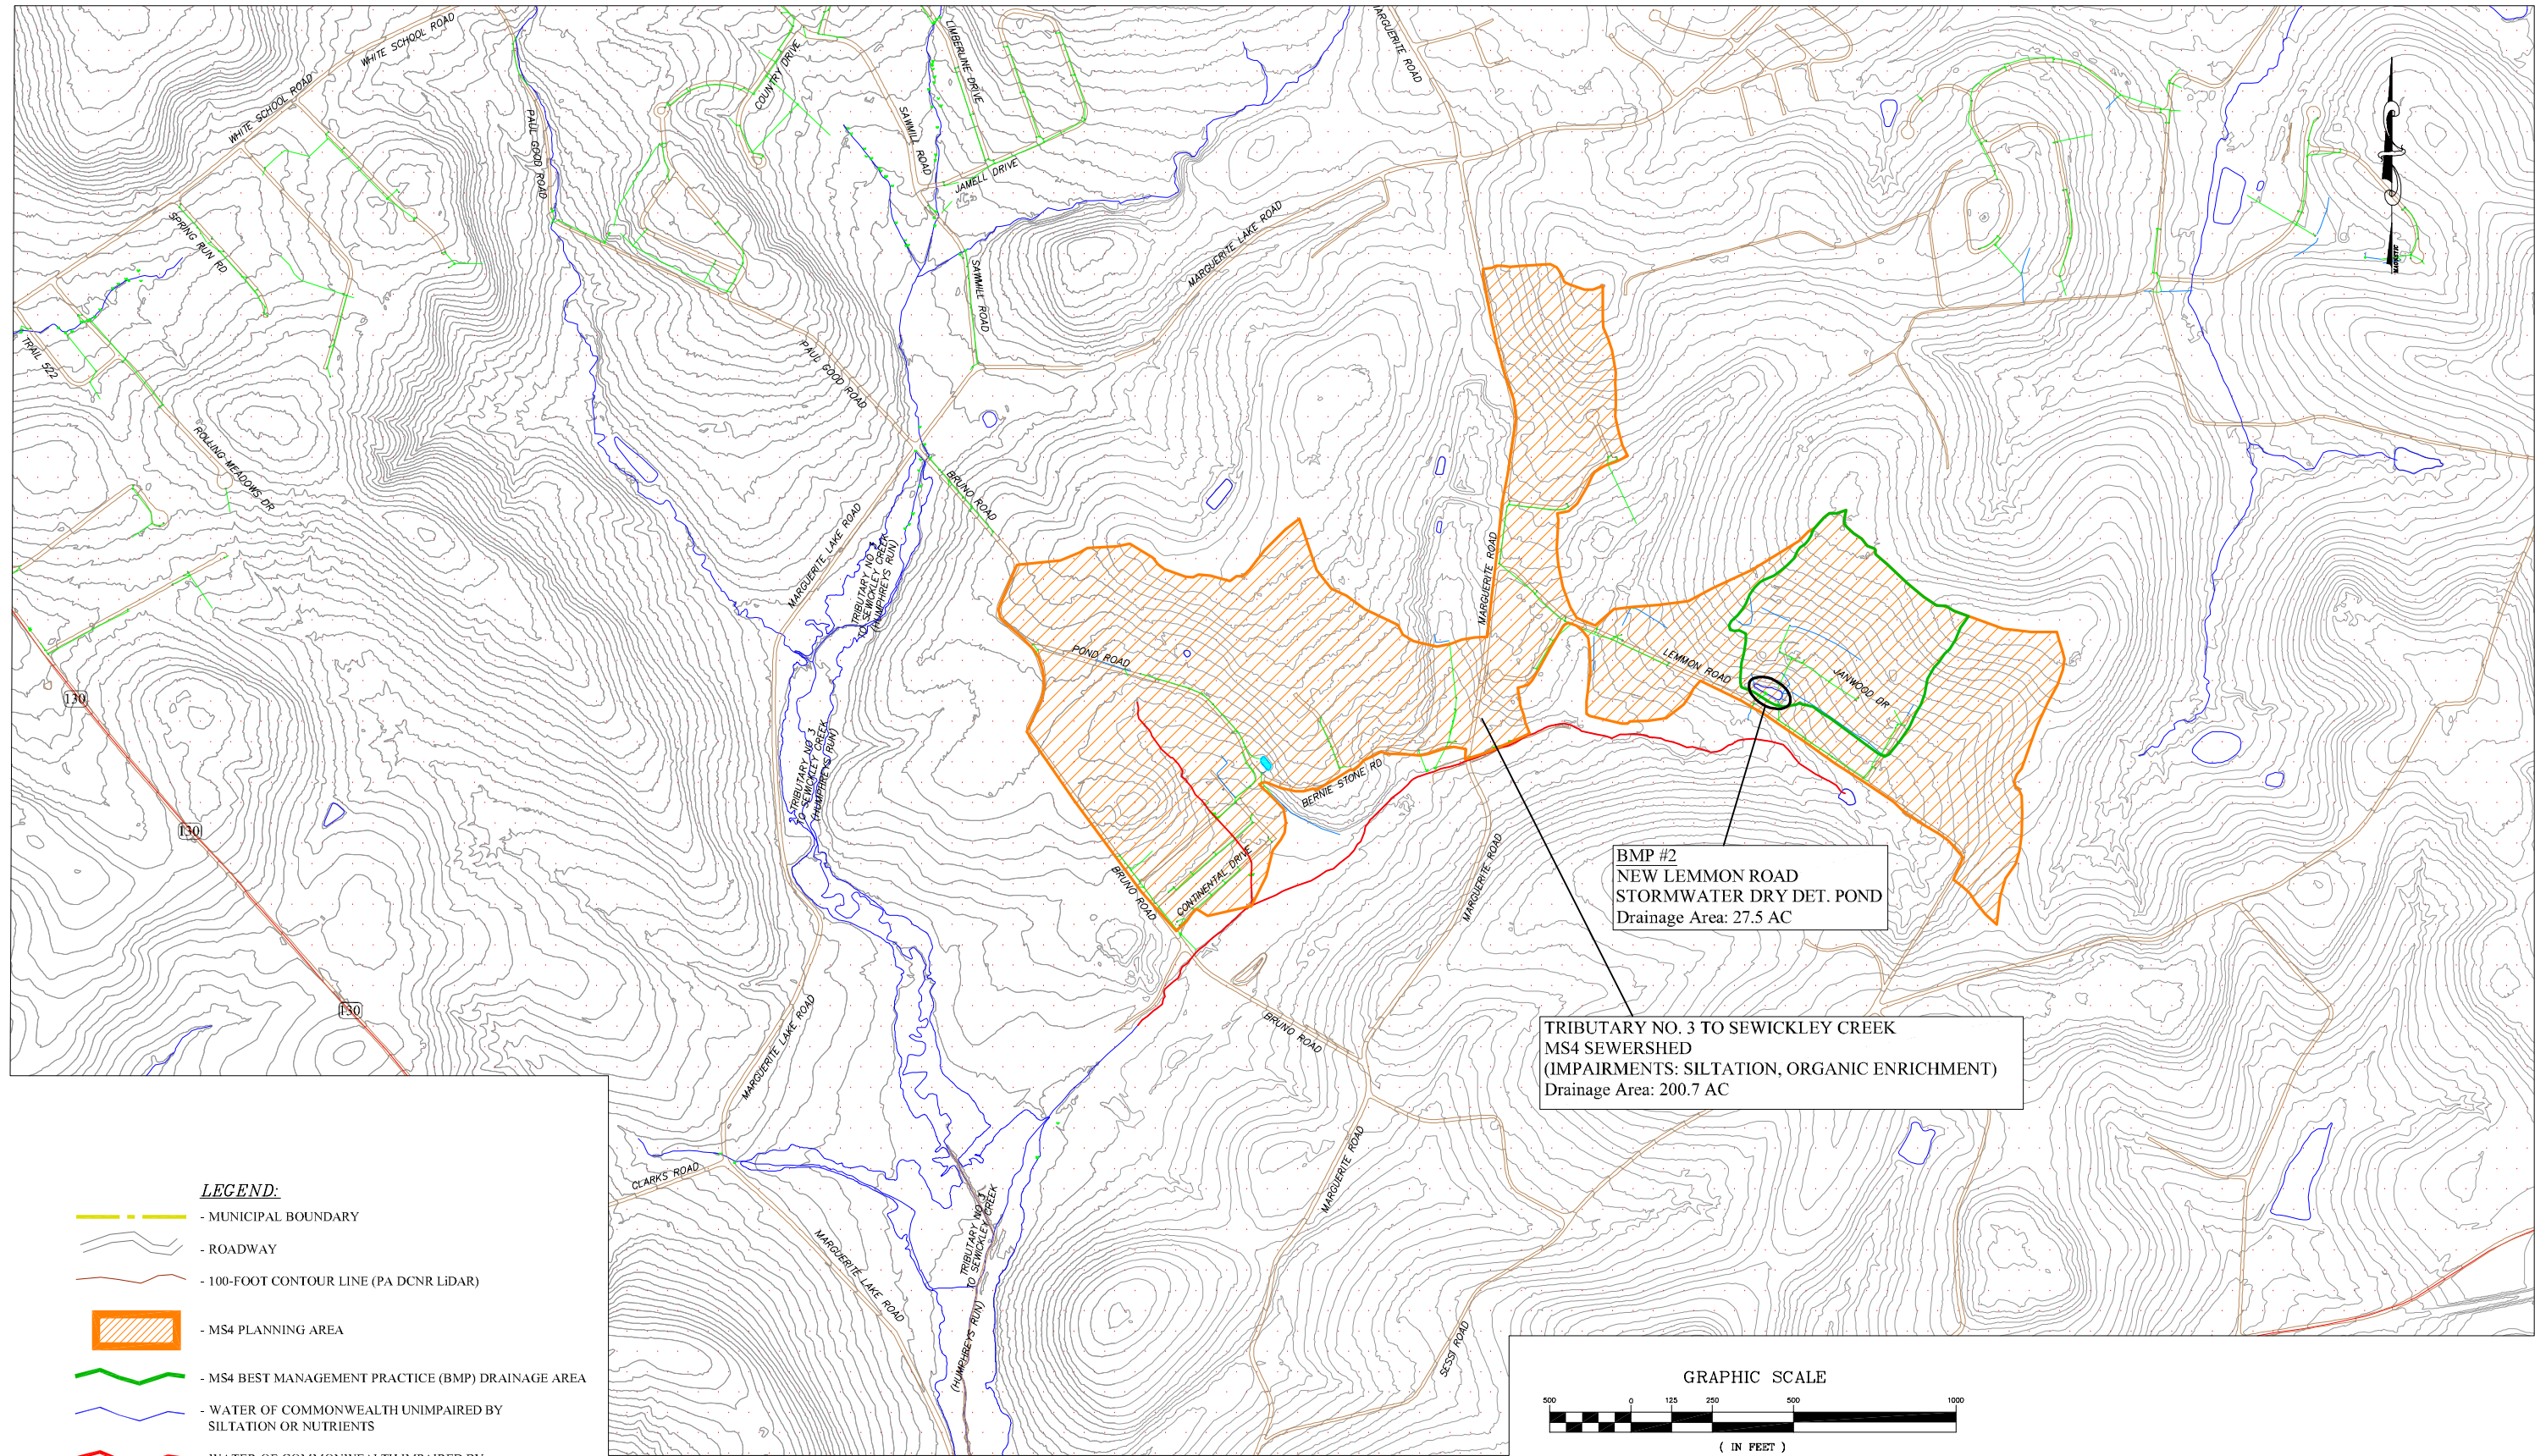 WHITE SCHOOL ROAD
WHITE SCHOOL ROAD
PAUL GOOD ROAD
COUNTRY DRIVE
SAWMILL ROAD
JAMELL DRIVE
SPRING RUN RD
SAWMILL ROAD
MARGUERITE LAKE ROAD
MAGNETIC
TRAIL 522
PAUL GOOD ROAD
ROLLING MEADOWS DR
BRUNO ROAD
MARGUERITE LAKE ROAD
TRIBUTARY NO 3
TO SEWICKLEY CREEK
(HUMPHREYS RUN)
MARGUERITE ROAD
POND ROAD
LEMMON ROAD
JANWOOD DR
130
TRIBUTARY NO 3
TO SEWICKLEY CREEK
(HUMPHREYS RUN)
BERNIE STONE RD
130
BRUNO ROAD
CONTINENTAL DRIVE
MARGUERITE ROAD
BMP #2
NEW LEMMON ROAD
STORMWATER DRY DET. POND
Drainage Area: 27.5 AC
130
MARGUERITE LAKE ROAD
BRUNO ROAD
TRIBUTARY NO. 3 TO SEWICKLEY CREEK
MS4 SEWERSHED
(IMPAIRMENTS: SILTATION, ORGANIC ENRICHMENT)
Drainage Area: 200.7 AC
CLARKS ROAD
MARGUERITE ROAD
TRIBUTARY NO 3
TO SEWICKLEY CREEK
(HUMPHREYS RUN)
MARGUERITE LAKE ROAD
SESSI ROAD
LEGEND:
- MUNICIPAL BOUNDARY
- ROADWAY
- 100-FOOT CONTOUR LINE (PA DCNR LiDAR)
- MS4 PLANNING AREA
- MS4 BEST MANAGEMENT PRACTICE (BMP) DRAINAGE AREA
- WATER OF COMMONWEALTH UNIMPAIRED BY
SILTATION OR NUTRIENTS
GRAPHIC SCALE
500 0 125 250 500 1000
( IN FEET )